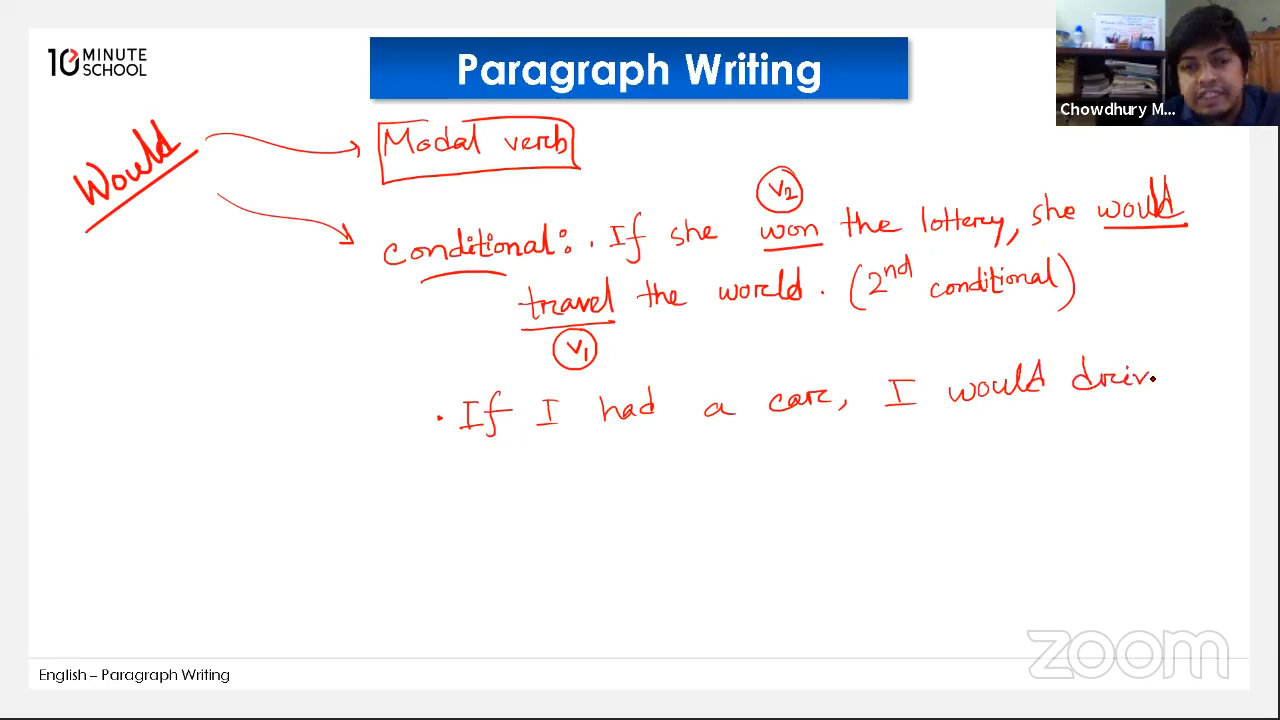 10 MINUTE SCHOOL
Paragraph Writing
Chowdhury M...
Would
Modal verb
V2
Conditional: . If she won the lottery, she would
travel the world. (2nd conditional)
V1
. If I had a car, I would driv
zoom
English – Paragraph Writing